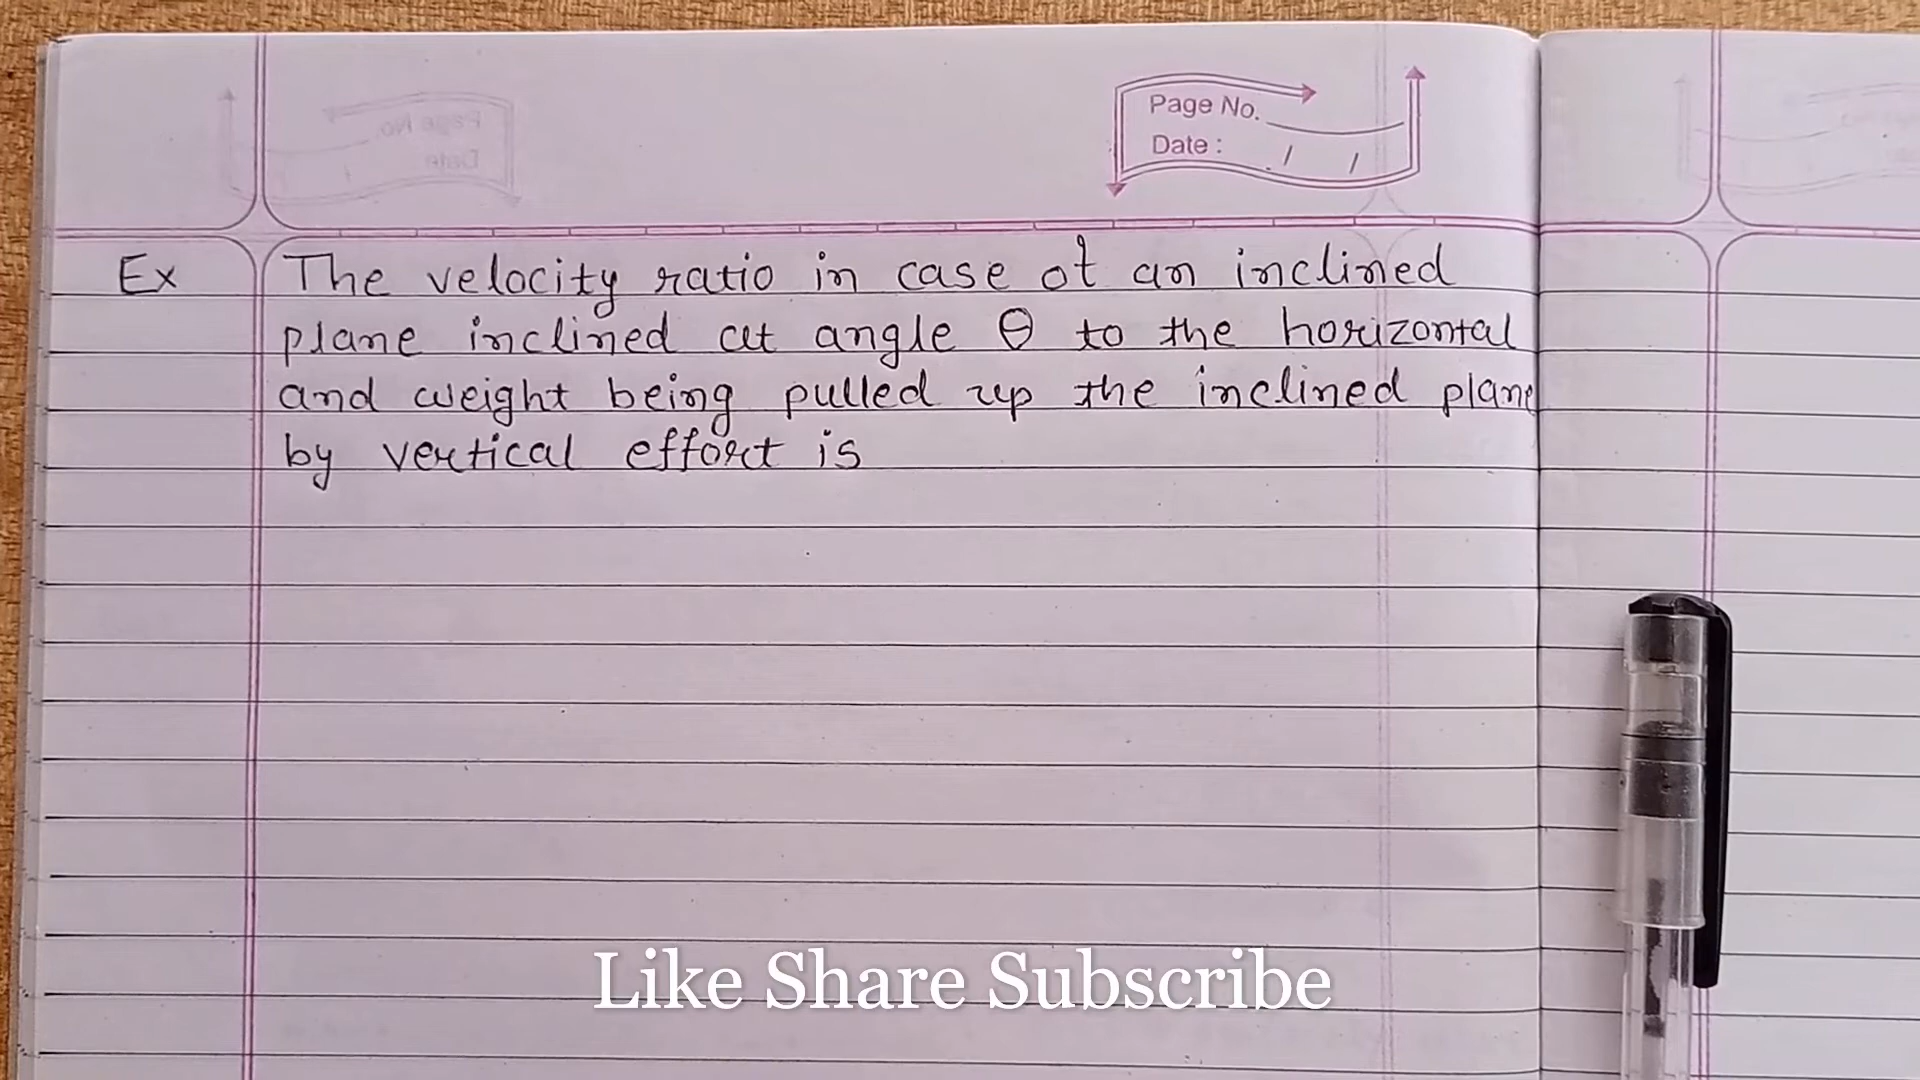 Page No.
Date : / /
Ex The velocity ratio in case of an inclined
plane inclined at angle θ to the horizontal
and weight being pulled up the inclined plane
by vertical effort is
Like Share Subscribe